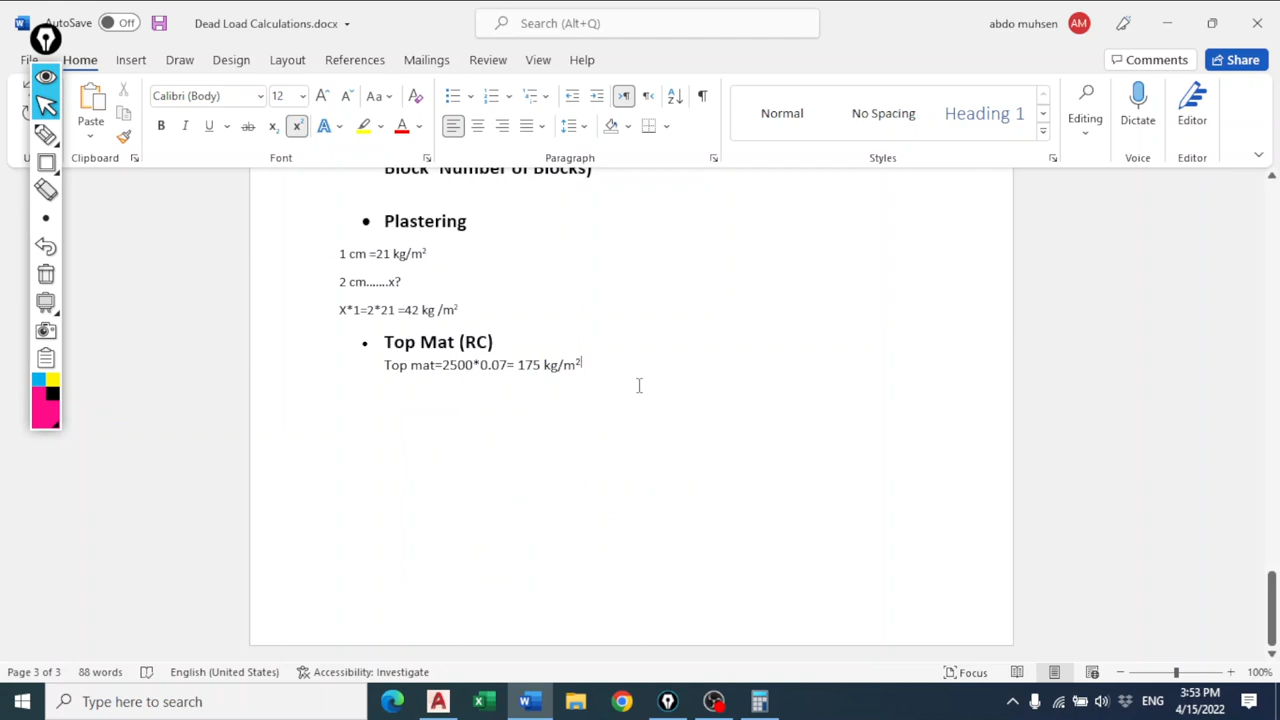 AutoSave Off Dead Load Calculations.docx Search (Alt+Q) abdo muhsen AM
File Home Insert Draw Design Layout References Mailings Review View Help Comments Share
Calibri (Body) 12 Aa
Paste Normal No Spacing Heading 1 Editing Dictate Editor
Clipboard Font Paragraph Styles Voice Editor
Block *Number of Blocks)
• Plastering
1 cm =21 kg/m²
2 cm.......x?
X*1=2*21 =42 kg /m²
• Top Mat (RC)
Top mat=2500*0.07= 175 kg/m²
Page 3 of 3 88 words English (United States) Accessibility: Investigate Focus 100%
Type here to search ENG 3:53 PM
4/15/2022